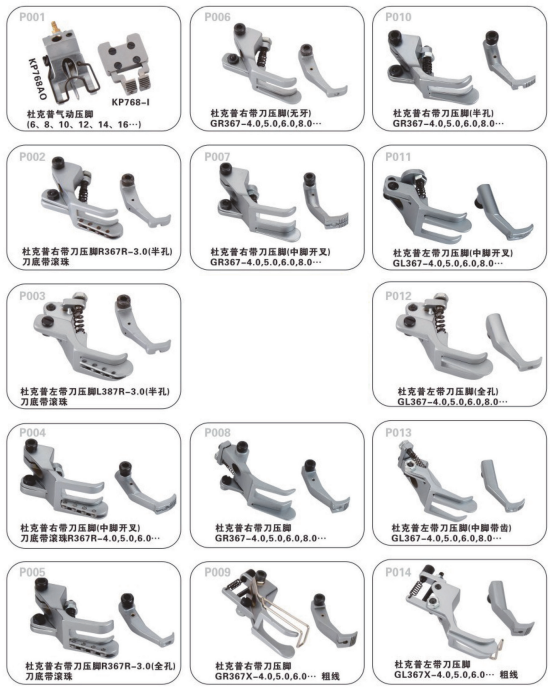 P001
KP768AO
KP768-I
杜克普气动压脚
(6、8、10、12、14、16…)
P006
杜克普右带刀压脚(无牙)
GR367-4.0,5.0,6.0,8.0…
P010
杜克普右带刀压脚(半孔)
GR367-4.0,5.0,6.0,8.0…
P002
杜克普右带刀压脚R367R-3.0(半孔)
刀底带滚珠
P007
杜克普右带刀压脚(中脚开叉)
GR367-4.0,5.0,6.0,8.0…
P011
杜克普左带刀压脚(中脚开叉)
GL367-4.0,5.0,6.0,8.0…
P003
杜克普左带刀压脚L387R-3.0(半孔)
刀底带滚珠
P012
杜克普左带刀压脚(全孔)
GL367-4.0,5.0,6.0,8.0…
P004
杜克普右带刀压脚(中脚开叉)
刀底带滚珠R367R-4.0,5.0,6.0…
P008
杜克普右带刀压脚
GR367-4.0,5.0,6.0,8.0…
P013
杜克普左带刀压脚(中脚带齿)
GL367-4.0,5.0,6.0,8.0…
P005
杜克普右带刀压脚R367R-3.0(全孔)
刀底带滚珠
P009
杜克普右带刀压脚
GR367X-4.0,5.0,6.0… 粗线
P014
杜克普左带刀压脚
GL367X-4.0,5.0,6.0… 粗线